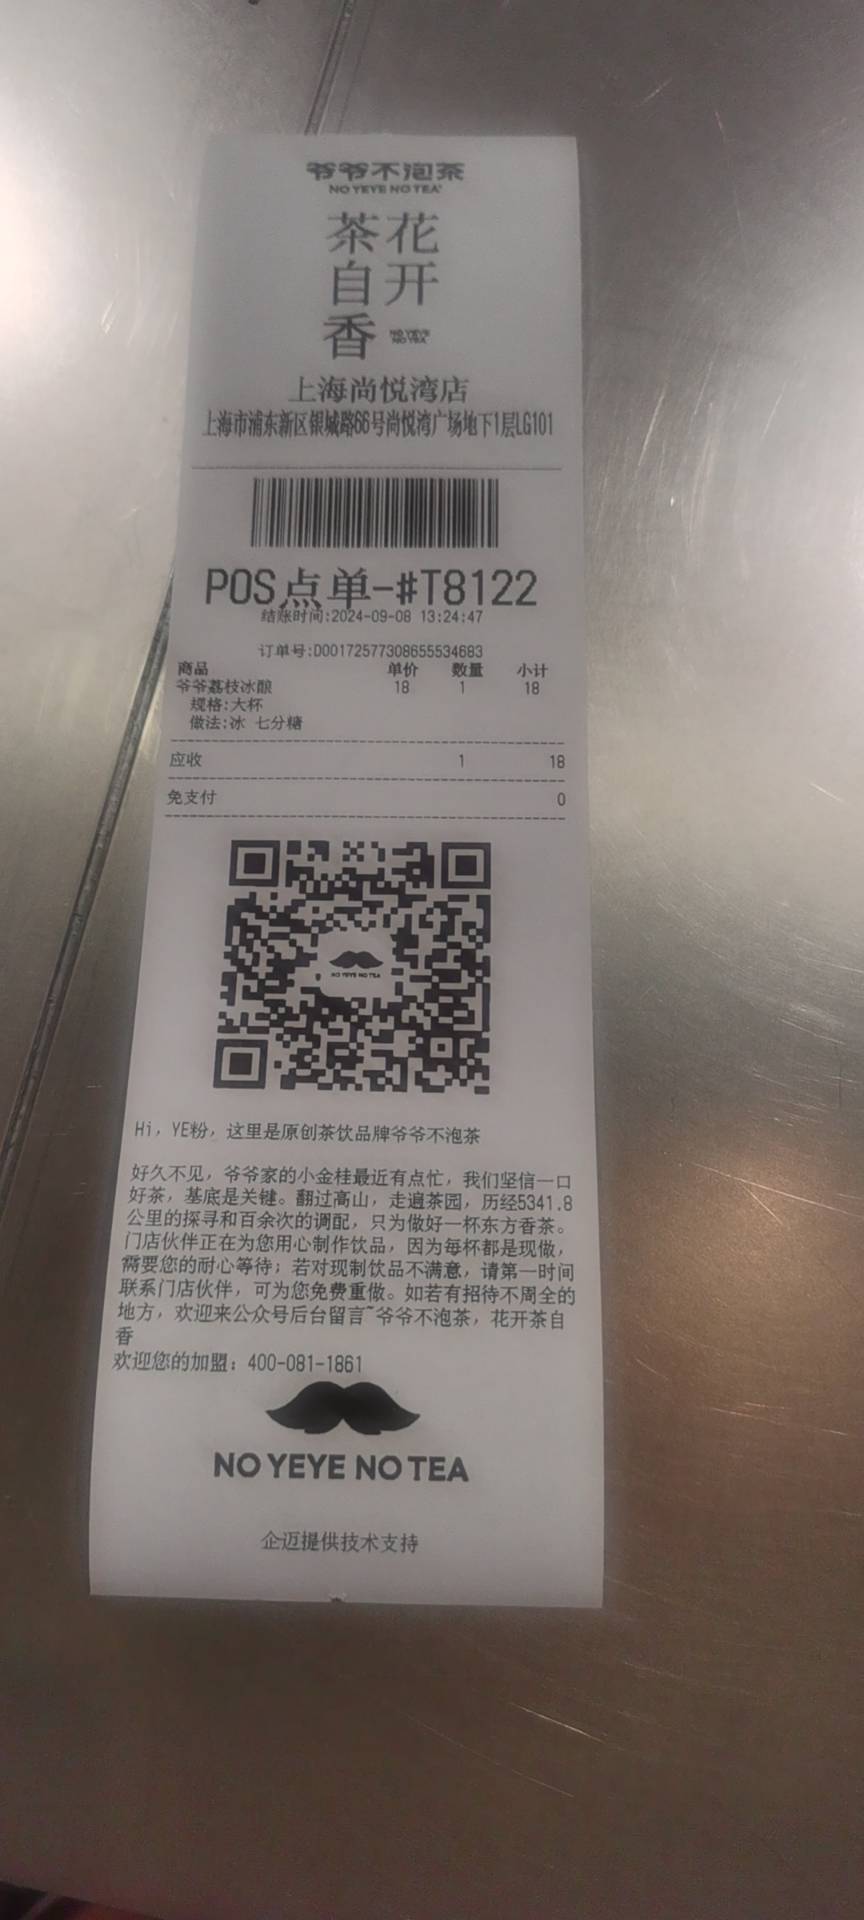 爷爷不泡茶
NO YEYE NO TEA
花开
茶自香
NO YEYE
NO TEA
上海尚悦湾店
上海市浦东新区银城路66号尚悦湾广场地下1层LG101
POS点单-#T8122
结账时间:2024-09-08 13:24:47
订单号:D00172577308655534683
商品 单价 数量 小计
爷爷荔枝冰酿 18 1 18
规格:大杯
做法:冰 七分糖
应收 1 18
免支付 0
NO YEYE NO TEA
Hi，YE粉，这里是原创茶饮品牌爷爷不泡茶
好久不见，爷爷家的小金桂最近有点忙，我们坚信一口
好茶，基底是关键。翻过高山，走遍茶园，历经5341.8
公里的探寻和百余次的调配，只为做好一杯东方香茶。
门店伙伴正在为您用心制作饮品，因为每杯都是现做，
需要您的耐心等待；若对现制饮品不满意，请第一时间
联系门店伙伴，可为您免费重做。如若有招待不周全的
地方，欢迎来公众号后台留言~爷爷不泡茶，花开茶自
香
欢迎您的加盟：400-081-1861
NO YEYE NO TEA
企迈提供技术支持